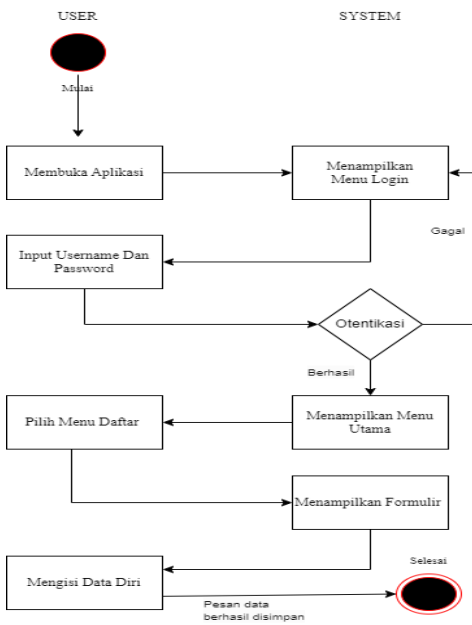 USER
SYSTEM
Mulai
Membuka Aplikasi
Menampilkan
Menu Login
Gagal
Input Username Dan
Password
Otentikasi
Berhasil
Pilih Menu Daftar
Menampilkan Menu
Utama
Menampilkan Formulir
Mengisi Data Diri
Selesai
Pesan data
berhasil disimpan